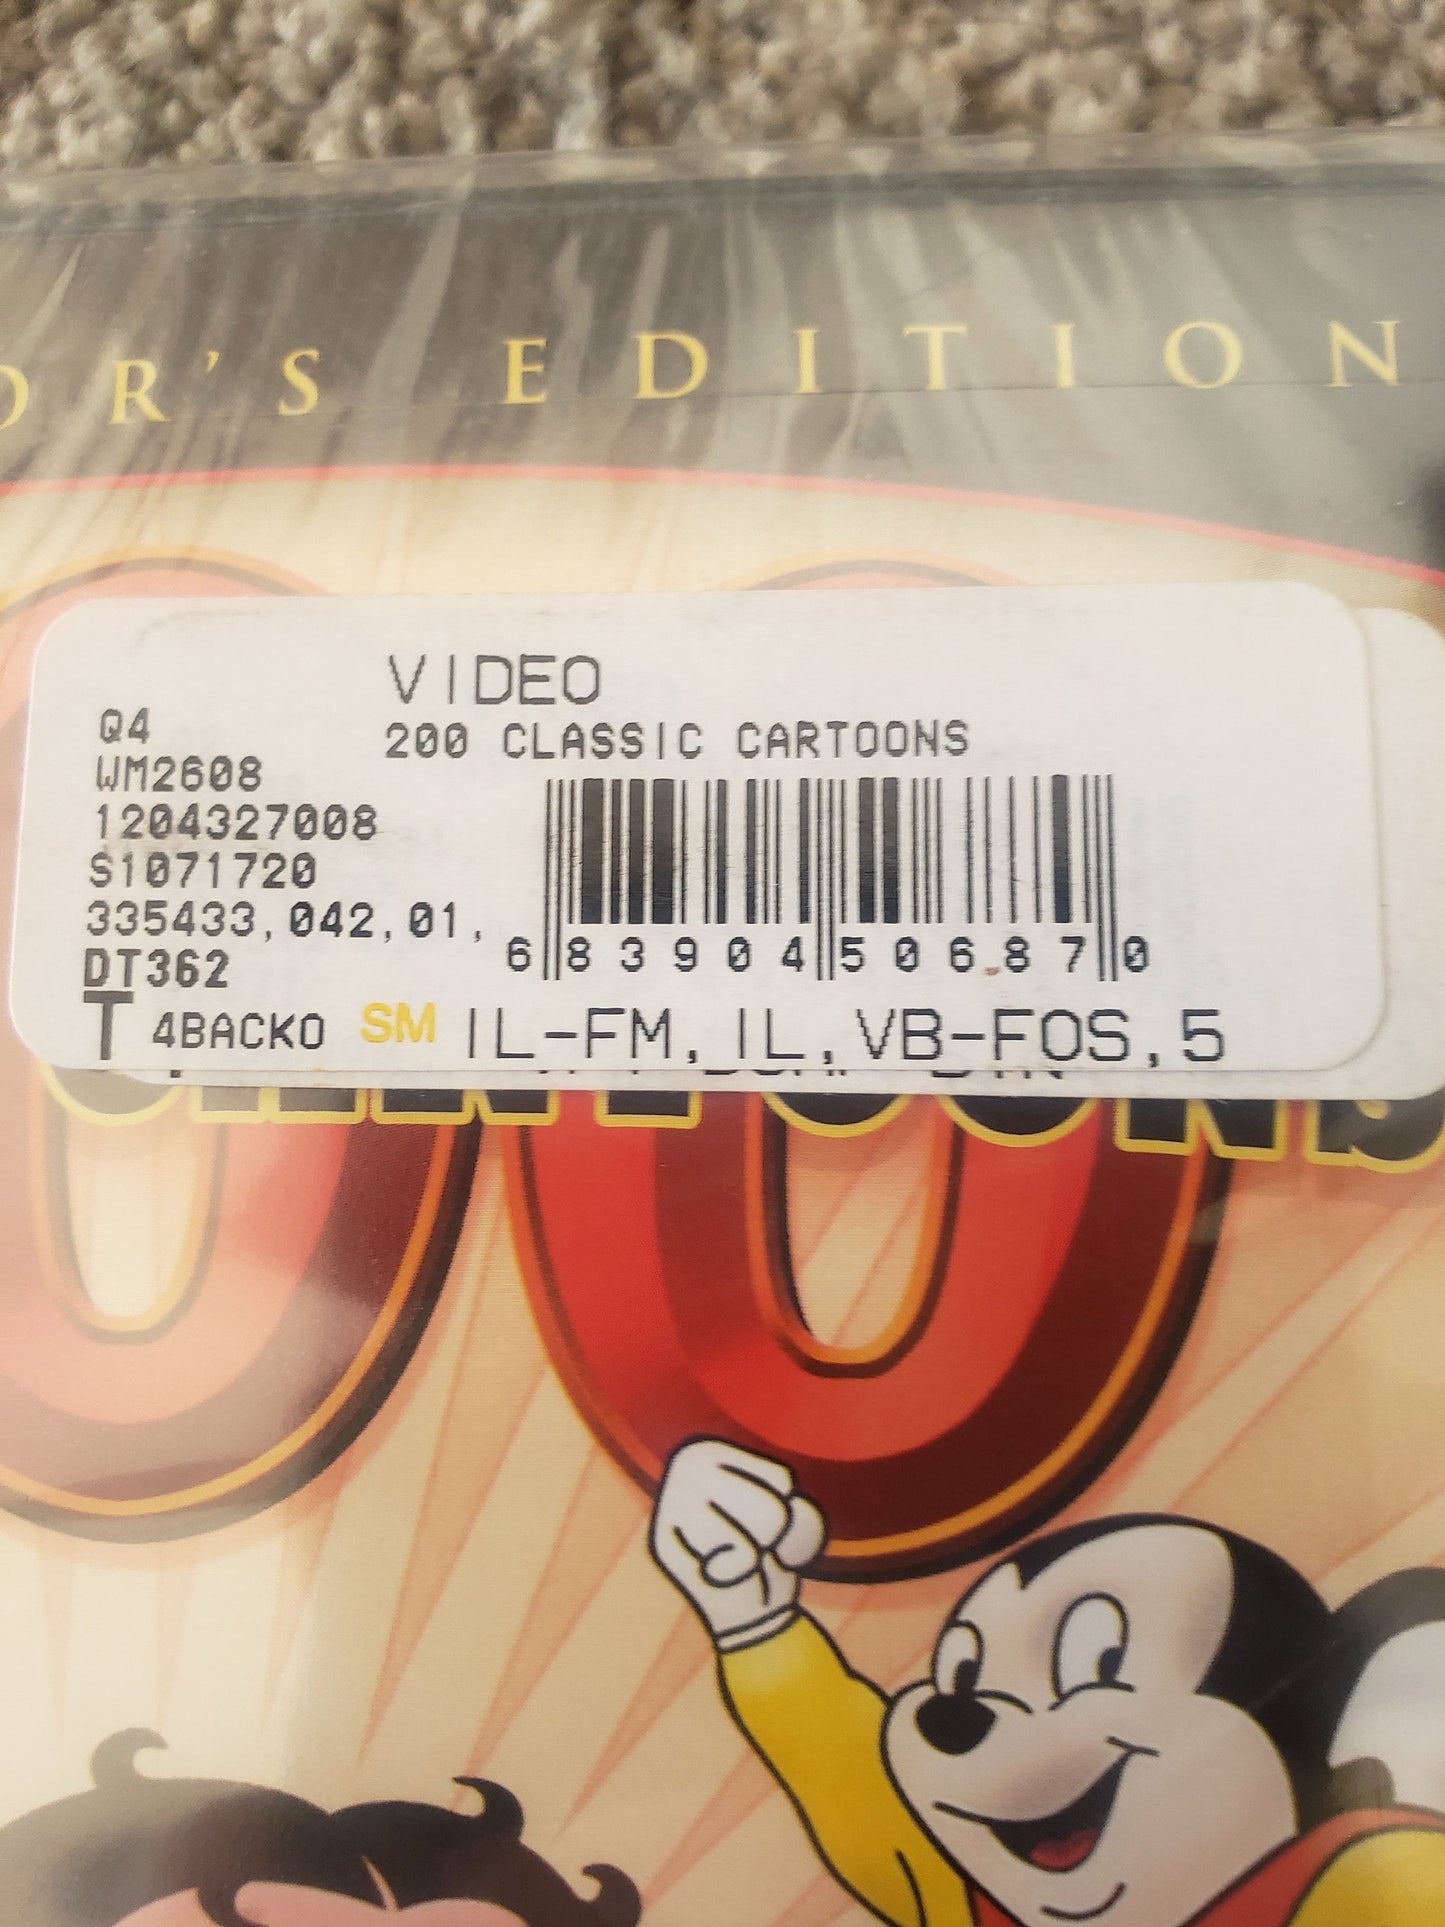 OR'S EDITION
VIDEO
Q4
200 CLASSIC CARTOONS
WM2608
1204327008
S1071720
335433,042,01,
DT362
6 83904 50687 0
T 4BACKO SM IL-FM, IL, VB-FOS, 5